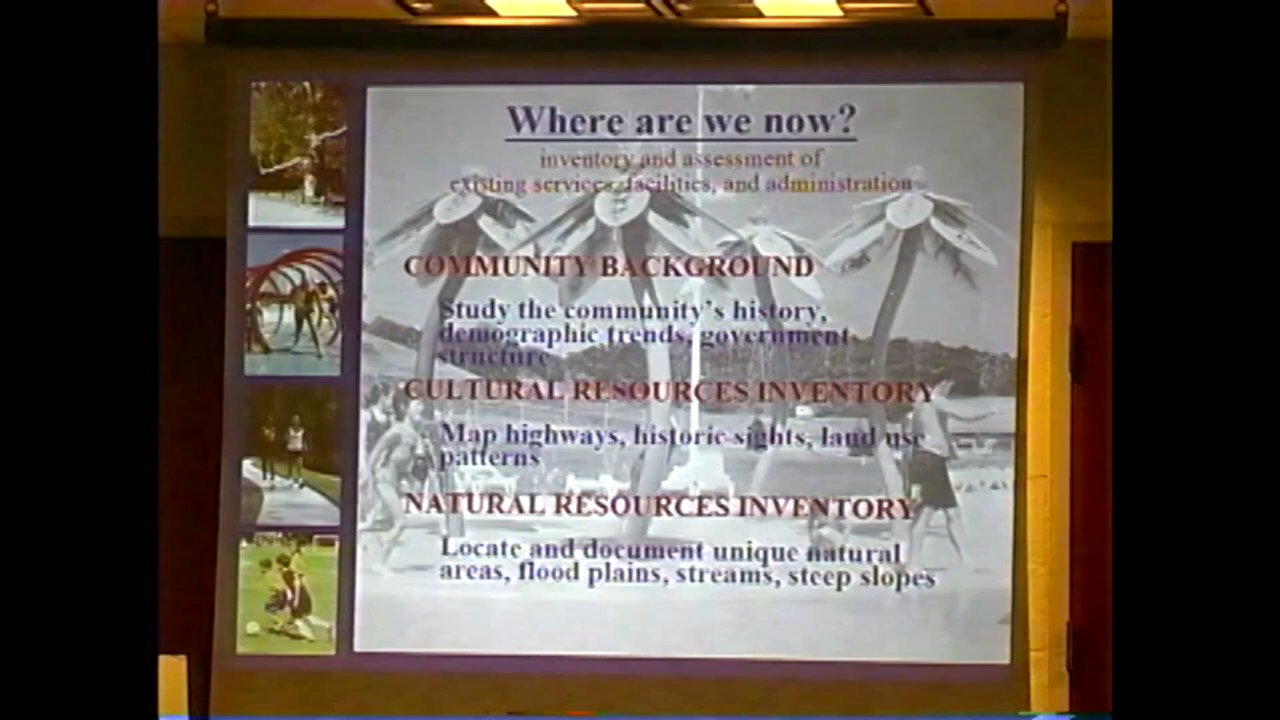 Where are we now?
inventory and assessment of
existing services, facilities, and administration
COMMUNITY BACKGROUND
Study the community's history,
demographic trends, government
structure
CULTURAL RESOURCES INVENTORY
Map highways, historic sights, land use
patterns
NATURAL RESOURCES INVENTORY
Locate and document unique natural
areas, flood plains, streams, steep slopes